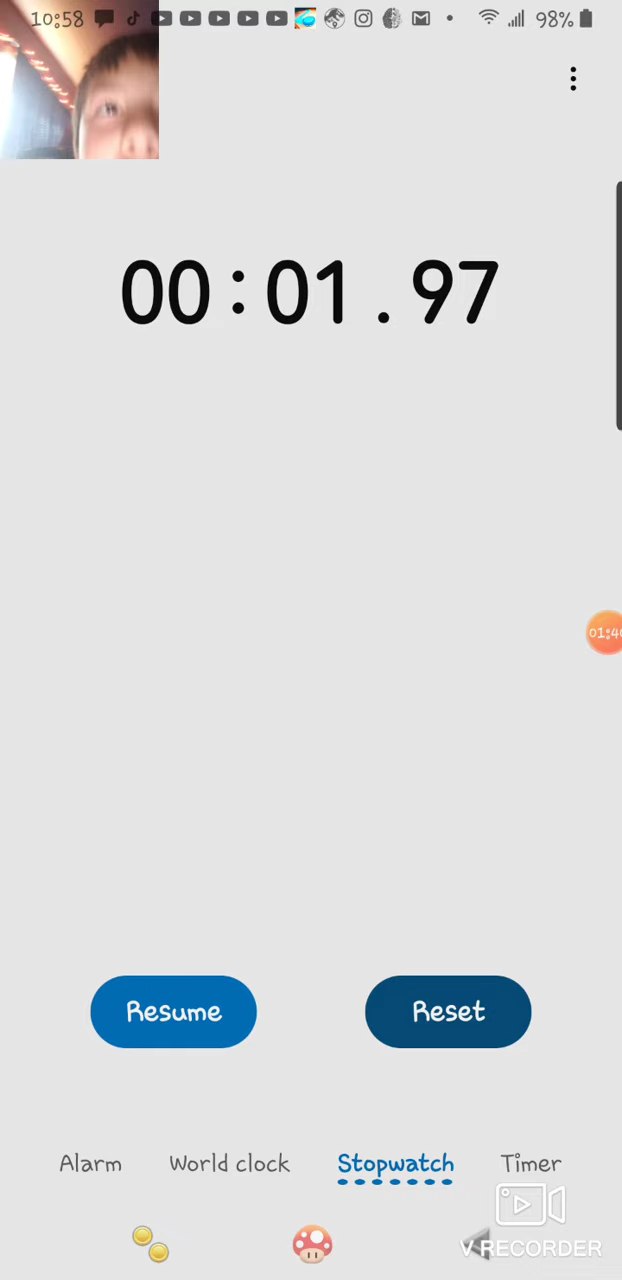 10:58 98%
00:01.97
Resume Reset
Alarm World clock Stopwatch Timer
V RECORDER